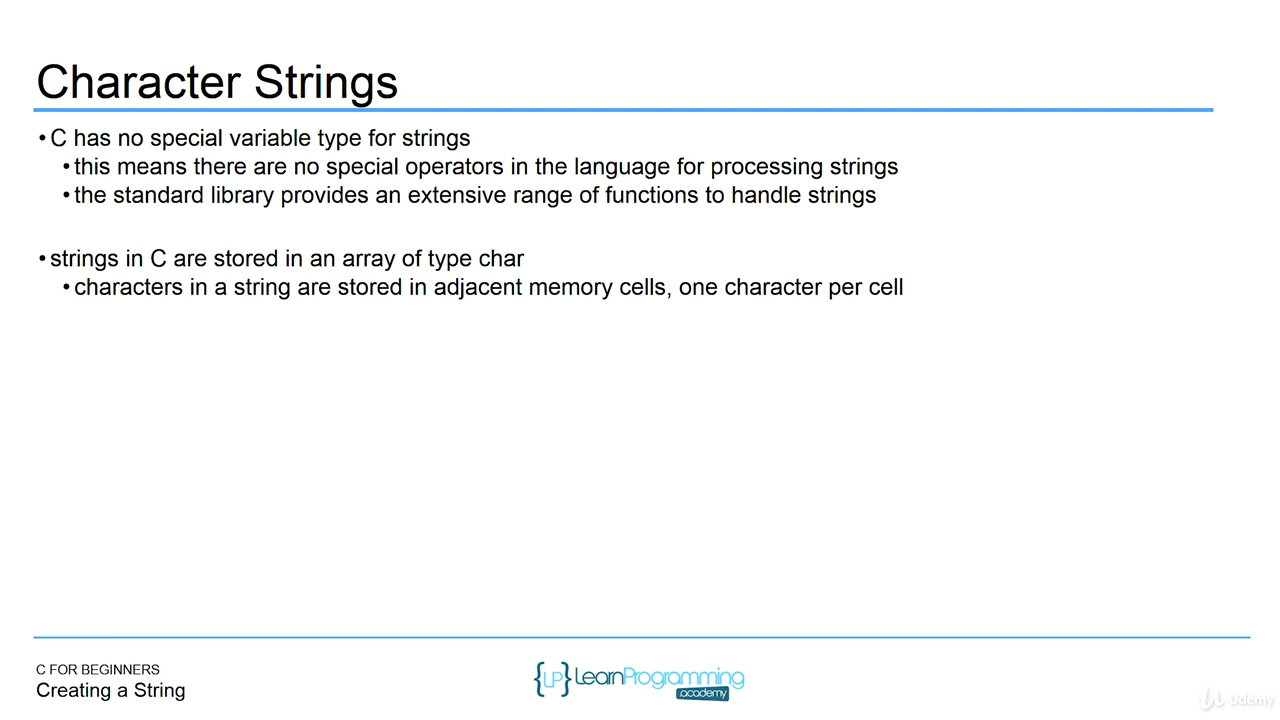 Character Strings
•C has no special variable type for strings
•this means there are no special operators in the language for processing strings
•the standard library provides an extensive range of functions to handle strings
•strings in C are stored in an array of type char
•characters in a string are stored in adjacent memory cells, one character per cell
C FOR BEGINNERS
Creating a String
{LP} LearnProgramming
.academy
Udemy